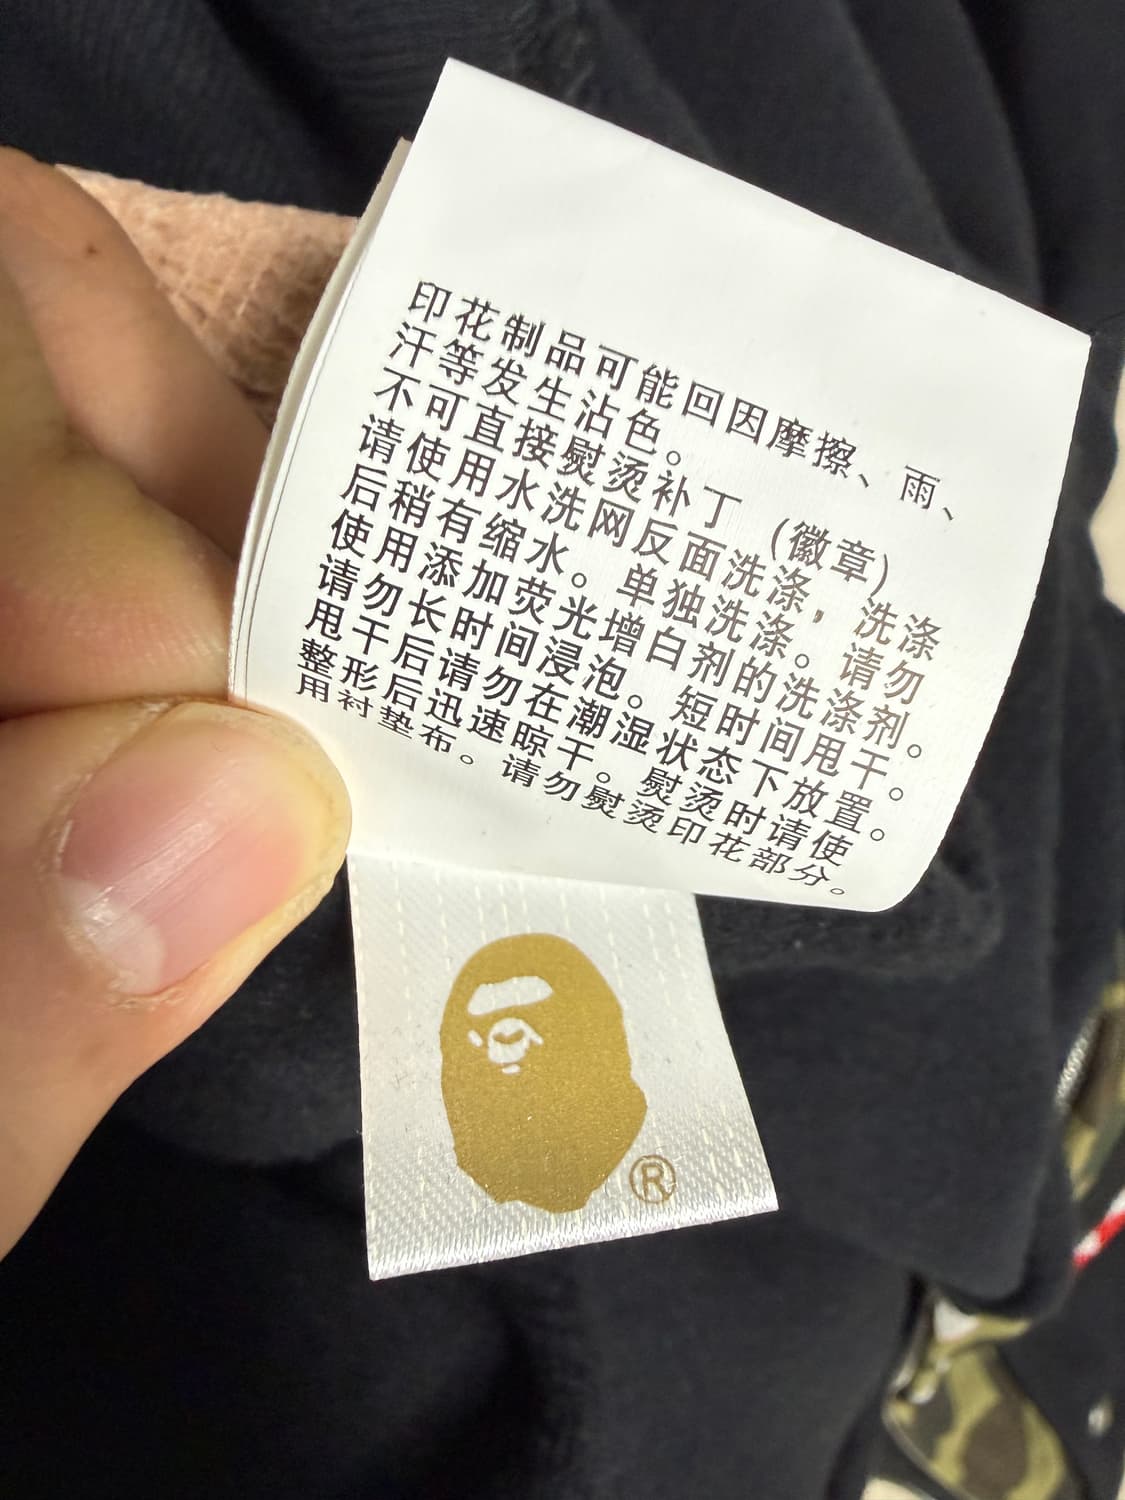 印花制品可能回因摩擦、雨、
汗等发生沾色。
不可直接熨烫补丁（徽章）
请使用水洗网反面洗涤，洗涤
后稍有缩水。单独洗涤。请勿
使用添加荧光增白剂的洗涤剂。
请勿长时间浸泡。短时间甩干。
甩干后请勿在潮湿状态下放置。
整形后迅速晾干。熨烫时请使
用衬垫布。请勿熨烫印花部分。
®